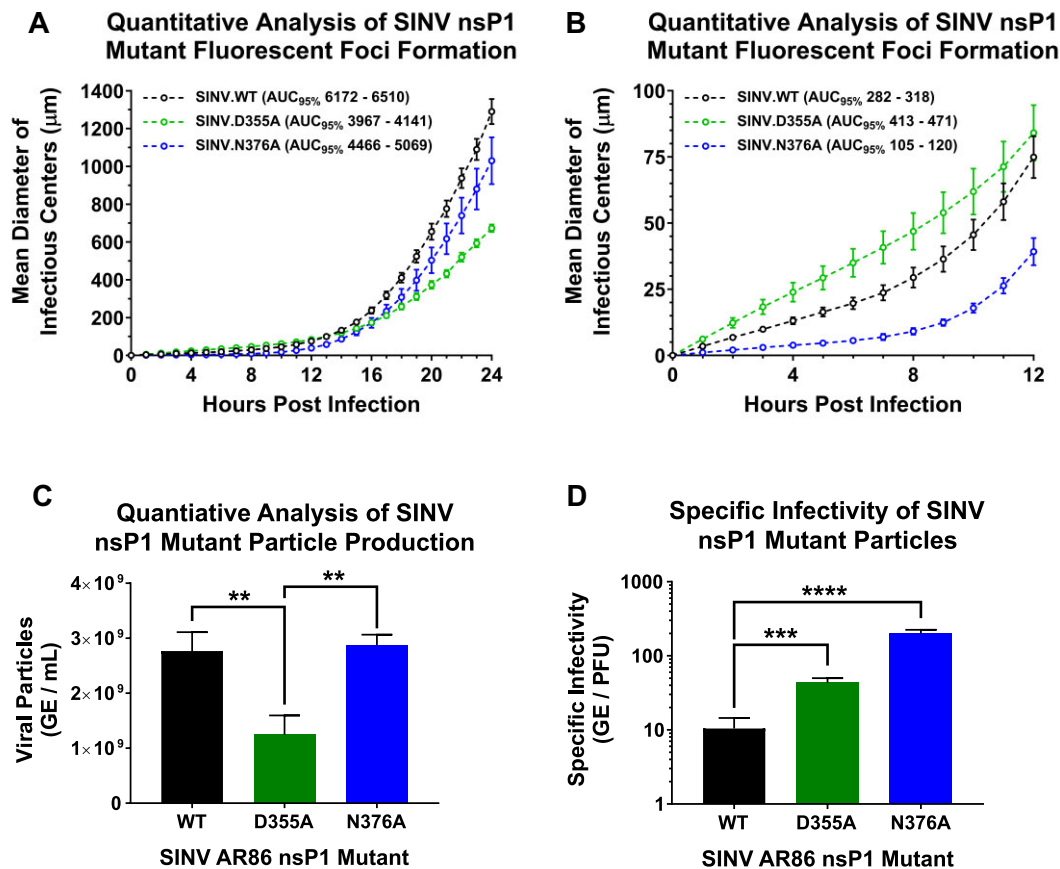 A
Quantitative Analysis of SINV nsP1
Mutant Fluorescent Foci Formation
Mean Diameter of
Infectious Centers (μm)
1400
1200
1000
800
600
400
200
0
SINV.WT (AUC95% 6172 - 6510)
SINV.D355A (AUC95% 3967 - 4141)
SINV.N376A (AUC95% 4466 - 5069)
0 4 8 12 16 20 24
Hours Post Infection
B
Quantitative Analysis of SINV nsP1
Mutant Fluorescent Foci Formation
Mean Diameter of
Infectious Centers (μm)
100
75
50
25
0
SINV.WT (AUC95% 282 - 318)
SINV.D355A (AUC95% 413 - 471)
SINV.N376A (AUC95% 105 - 120)
0 4 8 12
Hours Post Infection
C
Quantiative Analysis of SINV
nsP1 Mutant Particle Production
Viral Particles
(GE / mL)
4×10⁹
3×10⁹
2×10⁹
1×10⁹
0
**
**
WT D355A N376A
SINV AR86 nsP1 Mutant
D
Specific Infectivity of SINV
nsP1 Mutant Particles
Specific Infectivity
(GE / PFU)
1000
100
10
1
****
***
WT D355A N376A
SINV AR86 nsP1 Mutant